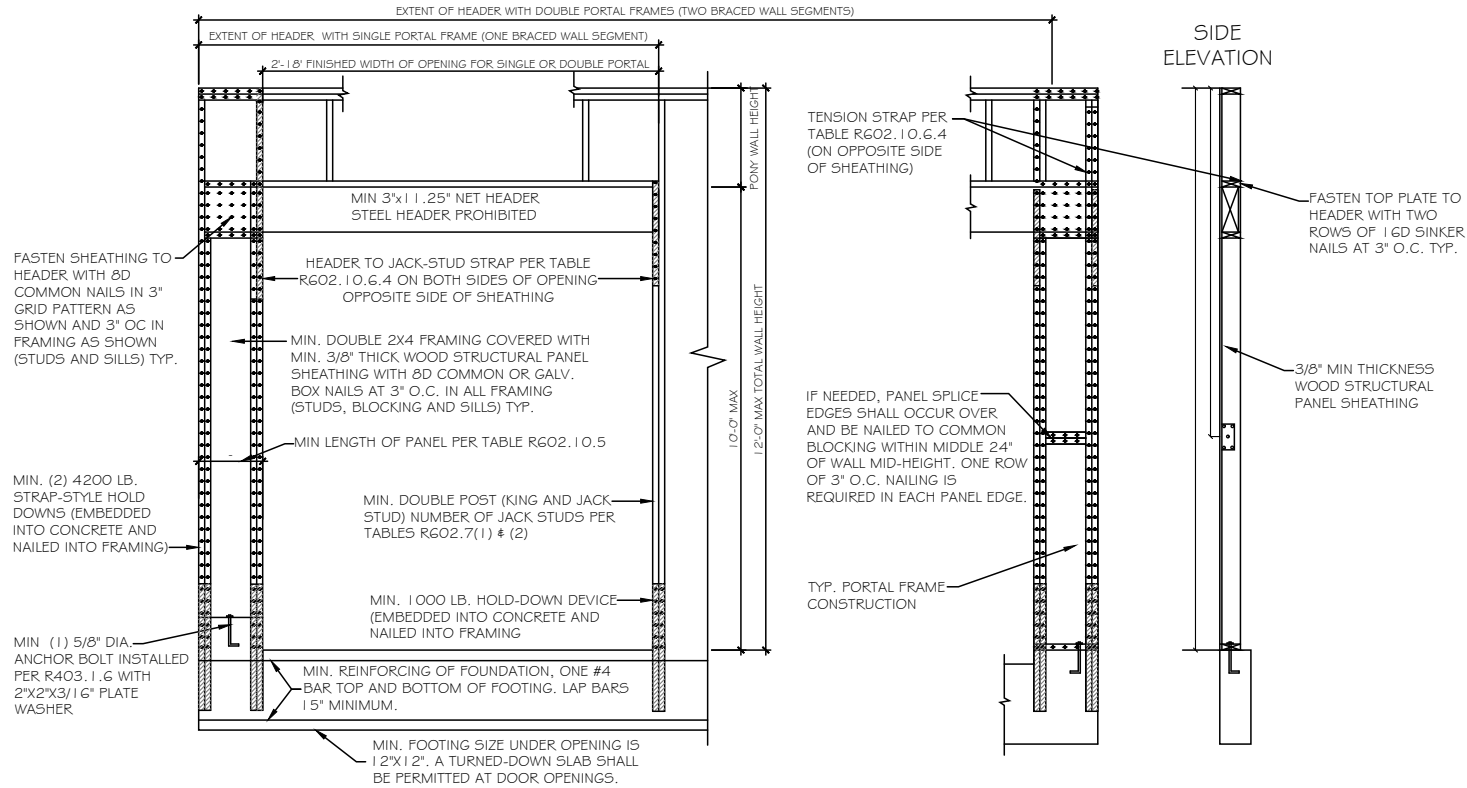 EXTENT OF HEADER WITH DOUBLE PORTAL FRAMES (TWO BRACED WALL SEGMENTS)
EXTENT OF HEADER WITH SINGLE PORTAL FRAME (ONE BRACED WALL SEGMENT)
2'-18' FINISHED WIDTH OF OPENING FOR SINGLE OR DOUBLE PORTAL
SIDE
ELEVATION
PONY WALL HEIGHT
TENSION STRAP PER
TABLE R602.10.6.4
(ON OPPOSITE SIDE
OF SHEATHING)
MIN 3"x11.25" NET HEADER
STEEL HEADER PROHIBITED
FASTEN TOP PLATE TO
HEADER WITH TWO
ROWS OF 16D SINKER
NAILS AT 3" O.C. TYP.
FASTEN SHEATHING TO
HEADER WITH 8D
COMMON NAILS IN 3"
GRID PATTERN AS
SHOWN AND 3" OC IN
FRAMING AS SHOWN
(STUDS AND SILLS) TYP.
HEADER TO JACK-STUD STRAP PER TABLE
R602.10.6.4 ON BOTH SIDES OF OPENING
OPPOSITE SIDE OF SHEATHING
MIN. DOUBLE 2X4 FRAMING COVERED WITH
MIN. 3/8" THICK WOOD STRUCTURAL PANEL
SHEATHING WITH 8D COMMON OR GALV.
BOX NAILS AT 3" O.C. IN ALL FRAMING
(STUDS, BLOCKING AND SILLS) TYP.
10'-0" MAX
12'-0" MAX TOTAL WALL HEIGHT
3/8" MIN THICKNESS
WOOD STRUCTURAL
PANEL SHEATHING
IF NEEDED, PANEL SPLICE
EDGES SHALL OCCUR OVER
AND BE NAILED TO COMMON
BLOCKING WITHIN MIDDLE 24"
OF WALL MID-HEIGHT. ONE ROW
OF 3" O.C. NAILING IS
REQUIRED IN EACH PANEL EDGE.
MIN LENGTH OF PANEL PER TABLE R602.10.5
MIN. (2) 4200 LB.
STRAP-STYLE HOLD
DOWNS (EMBEDDED
INTO CONCRETE AND
NAILED INTO FRAMING)
MIN. DOUBLE POST (KING AND JACK
STUD) NUMBER OF JACK STUDS PER
TABLES R602.7(1) & (2)
TYP. PORTAL FRAME
CONSTRUCTION
MIN. 1000 LB. HOLD-DOWN DEVICE
(EMBEDDED INTO CONCRETE AND
NAILED INTO FRAMING
MIN (1) 5/8" DIA.
ANCHOR BOLT INSTALLED
PER R403.1.6 WITH
2"X2"X3/16" PLATE
WASHER
MIN. REINFORCING OF FOUNDATION, ONE #4
BAR TOP AND BOTTOM OF FOOTING. LAP BARS
15" MINIMUM.
MIN. FOOTING SIZE UNDER OPENING IS
12"X12". A TURNED-DOWN SLAB SHALL
BE PERMITTED AT DOOR OPENINGS.